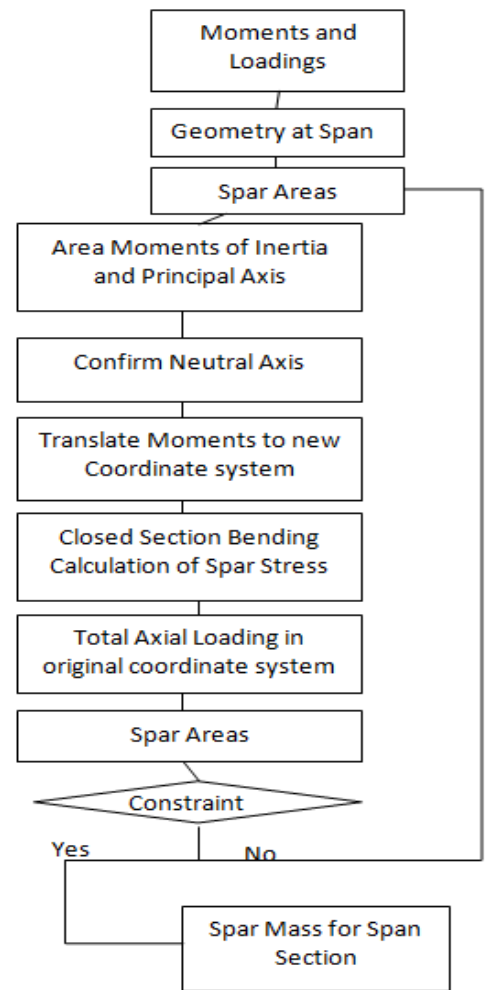 Moments and
Loadings
Geometry at Span
Spar Areas
Area Moments of Inertia
and Principal Axis
Confirm Neutral Axis
Translate Moments to new
Coordinate system
Closed Section Bending
Calculation of Spar Stress
Total Axial Loading in
original coordinate system
Spar Areas
Constraint
Yes
No
Spar Mass for Span
Section